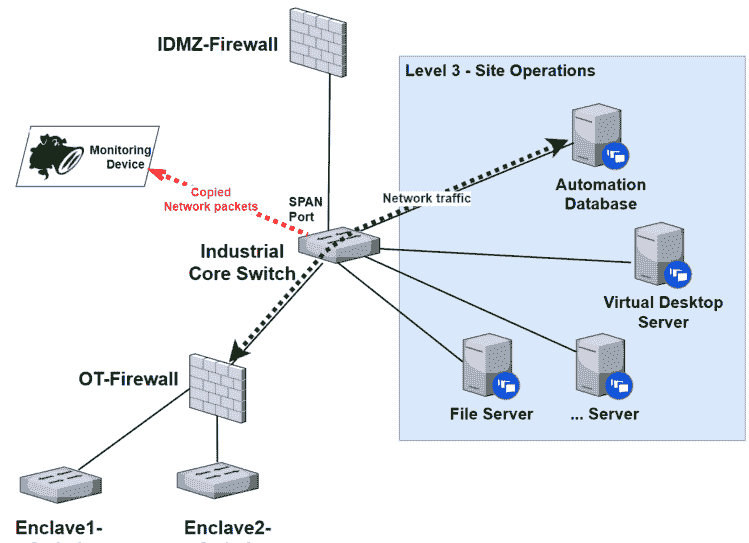 IDMZ-Firewall
Level 3 - Site Operations
Monitoring
Device
Copied
Network packets
SPAN
Port
Network traffic
Automation
Database
Industrial
Core Switch
Virtual Desktop
Server
OT-Firewall
File Server
... Server
Enclave1-
Enclave2-